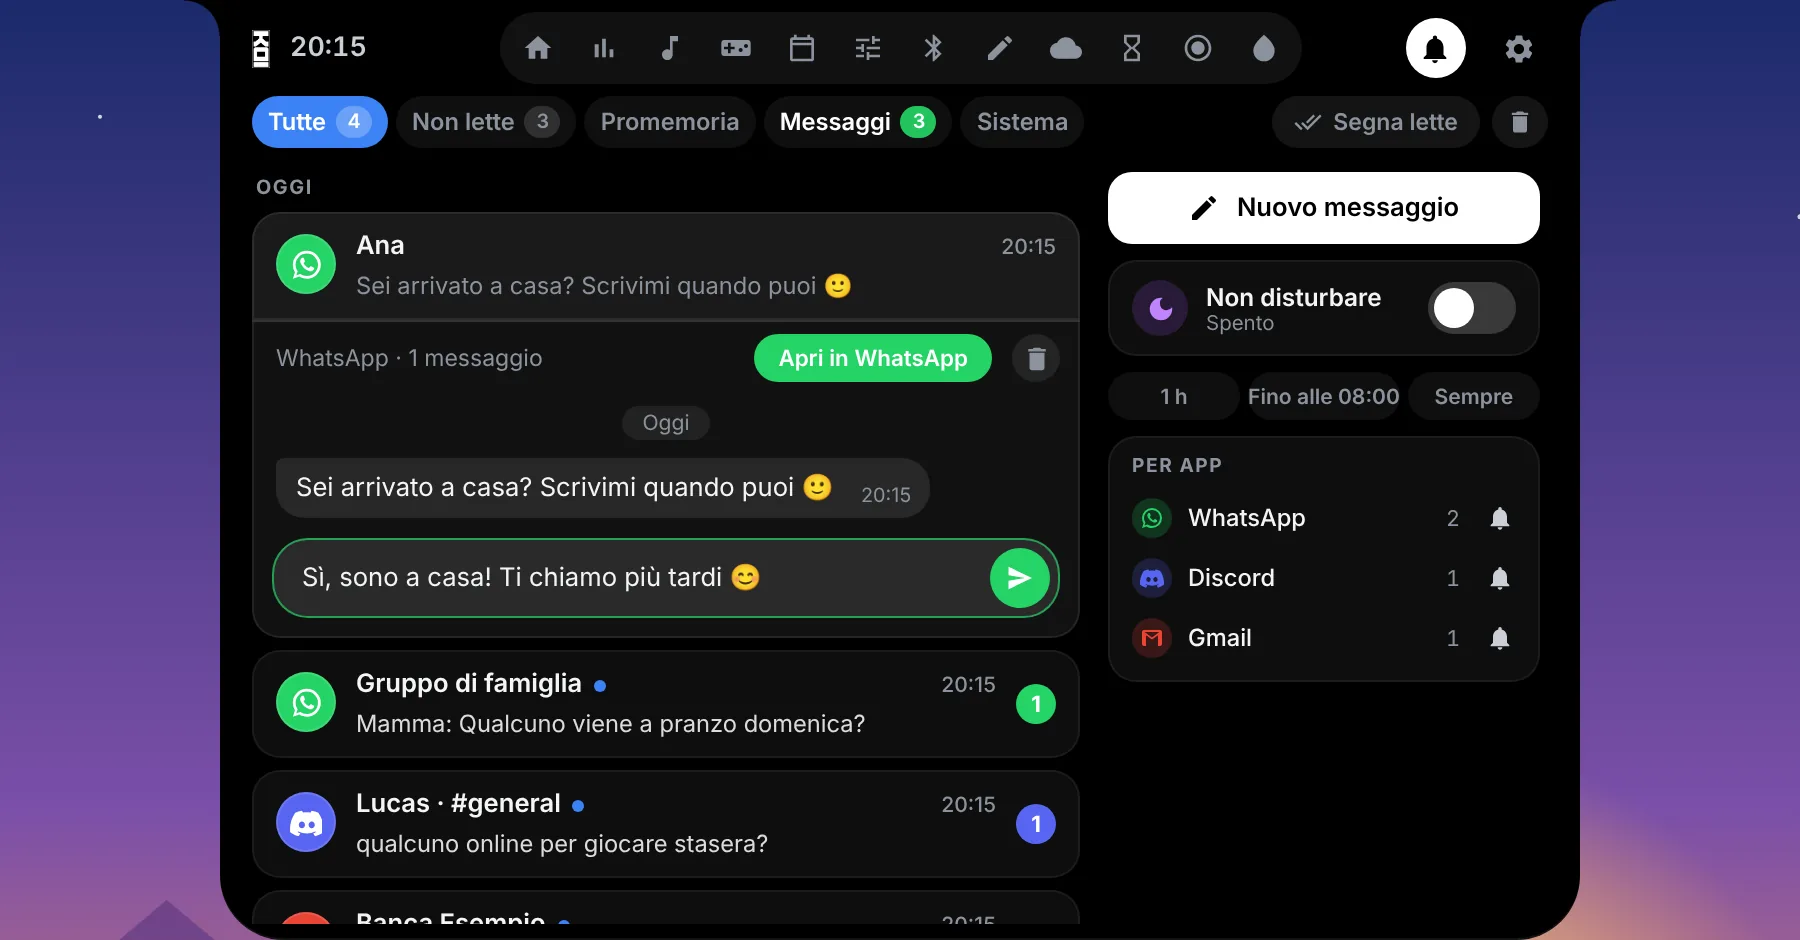 20:15
Tutte 4 Non lette 3 Promemoria Messaggi 3 Sistema Segna lette
OGGI
Ana 20:15
Sei arrivato a casa? Scrivimi quando puoi 🙂
WhatsApp · 1 messaggio Apri in WhatsApp
Oggi
Sei arrivato a casa? Scrivimi quando puoi 🙂 20:15
Sì, sono a casa! Ti chiamo più tardi 😊
Gruppo di famiglia 20:15
Mamma: Qualcuno viene a pranzo domenica? 1
Lucas · #general 20:15
qualcuno online per giocare stasera? 1
Banca Esempio 20:15
Nuovo messaggio
Non disturbare
Spento
1 h Fino alle 08:00 Sempre
PER APP
WhatsApp 2
Discord 1
Gmail 1